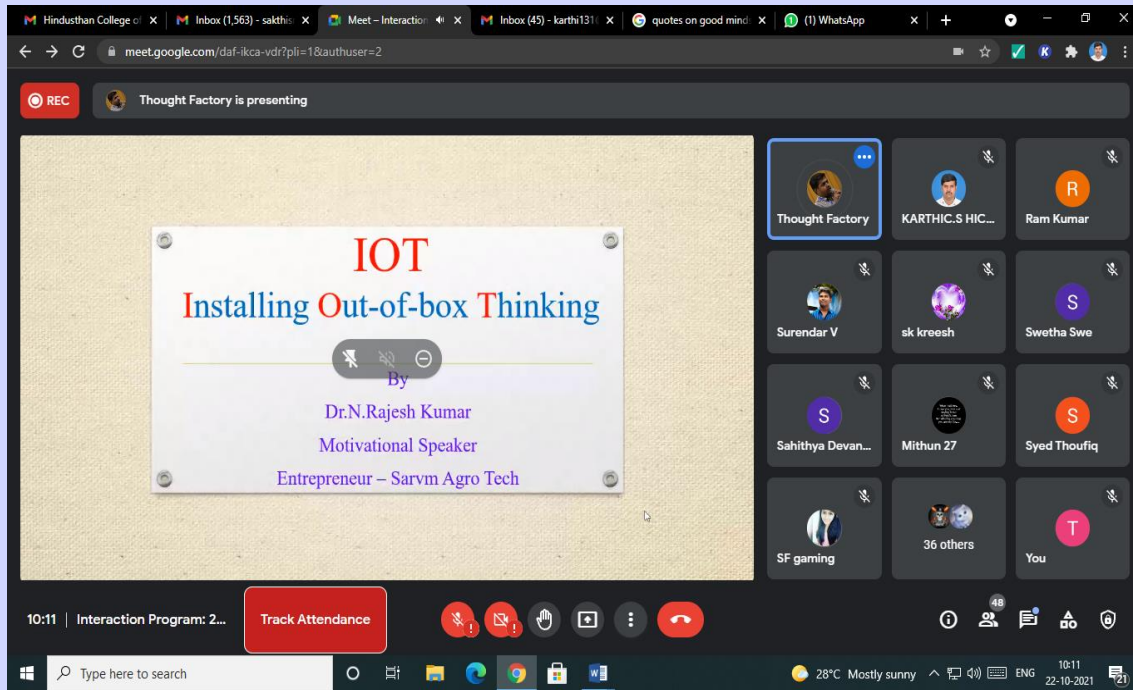 Hindusthan College of
Inbox (1,563) - sakthis
Meet – Interaction
Inbox (45) - karthi131
quotes on good mind
(1) WhatsApp
meet.google.com/daf-ikca-vdr?pli=1&authuser=2
REC
Thought Factory is presenting
IOT
Installing Out-of-box Thinking
By
Dr.N.Rajesh Kumar
Motivational Speaker
Entrepreneur – Sarvm Agro Tech
Thought Factory
KARTHIC.S HIC...
R
Ram Kumar
Surendar V
sk kreesh
S
Swetha Swe
S
Sahithya Devan...
Mithun 27
S
Syed Thoufiq
SF gaming
36 others
T
You
10:11 | Interaction Program: 2...
Track Attendance
48
Type here to search
28°C Mostly sunny
ENG
10:11
22-10-2021
21